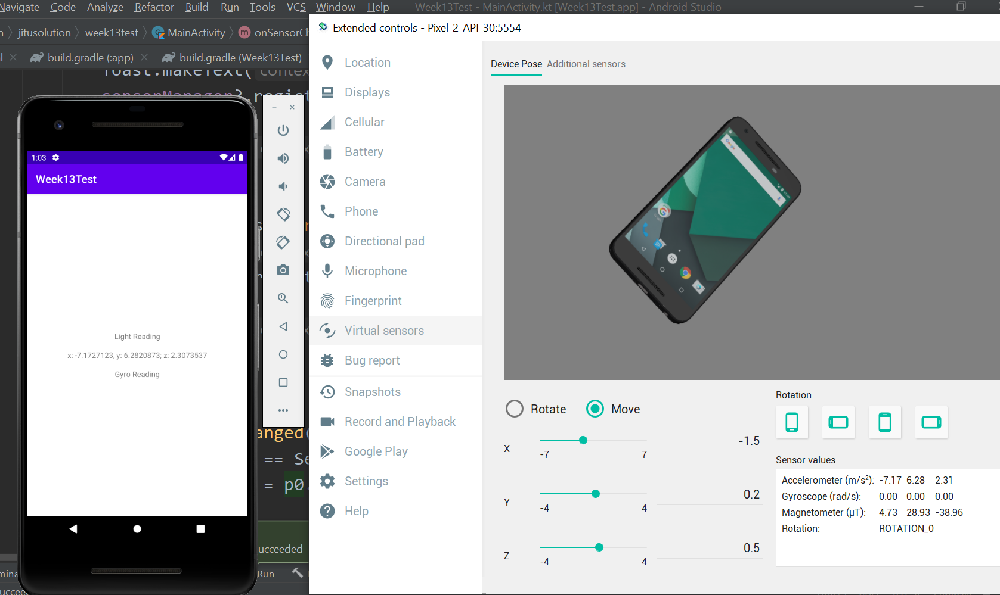 Navigate Code Analyze Refactor Build Run Tools VCS Window Help Week13Test - MainActivity.kt [Week13Test.app] - Android Studio
jitusolution week13test MainActivity onSensorCh
build.gradle (:app) build.gradle (Week13Test)
Toast.makeText( context
sensorManager?.regist
1:03
Week13Test
Light Reading
x: -7.1727123, y: 6.2820873; z: 2.3073537
Gyro Reading
anged(
== Se
= p0.
ucceeded
Run
Extended controls - Pixel_2_API_30:5554
Location
Displays
Cellular
Battery
Camera
Phone
Directional pad
Microphone
Fingerprint
Virtual sensors
Bug report
Snapshots
Record and Playback
Google Play
Settings
Help
Device Pose Additional sensors
Google
Rotate Move
X -7 7 -1.5
Y -4 4 0.2
Z -4 4 0.5
Rotation
Sensor values
Accelerometer (m/s²): -7.17 6.28 2.31
Gyroscope (rad/s): 0.00 0.00 0.00
Magnetometer (µT): 4.73 28.93 -38.96
Rotation: ROTATION_0